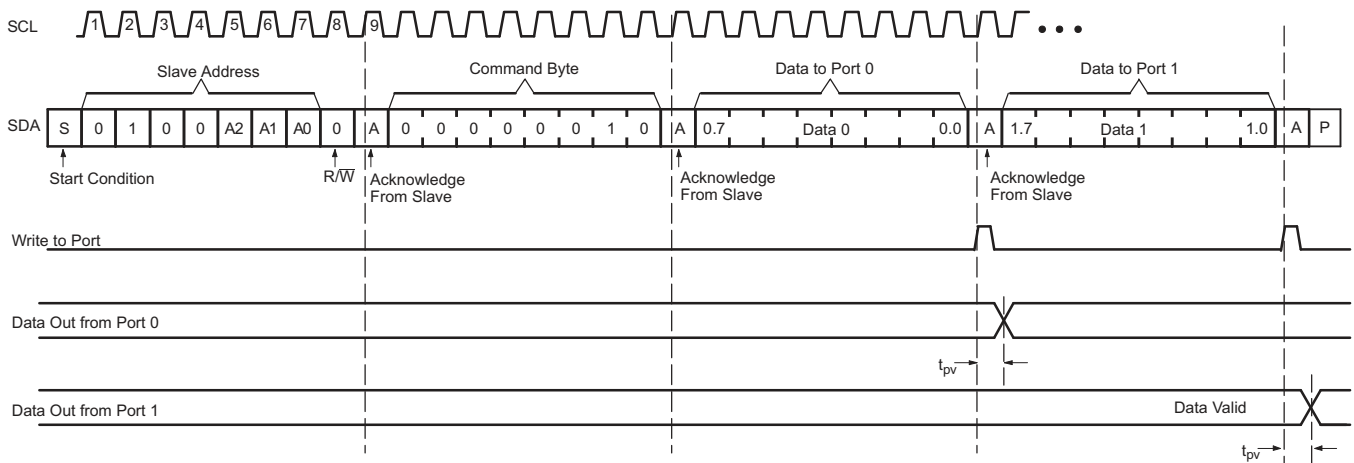 SCL 1 2 3 4 5 6 7 8 9
Slave Address Command Byte Data to Port 0 Data to Port 1
SDA S 0 1 0 0 A2 A1 A0 0 A 0 0 0 0 0 0 1 0 A 0.7 Data 0 0.0 A 1.7 Data 1 1.0 A P
Start Condition R/W̅ Acknowledge From Slave Acknowledge From Slave Acknowledge From Slave
Write to Port
Data Out from Port 0
tpv
Data Out from Port 1 Data Valid
tpv